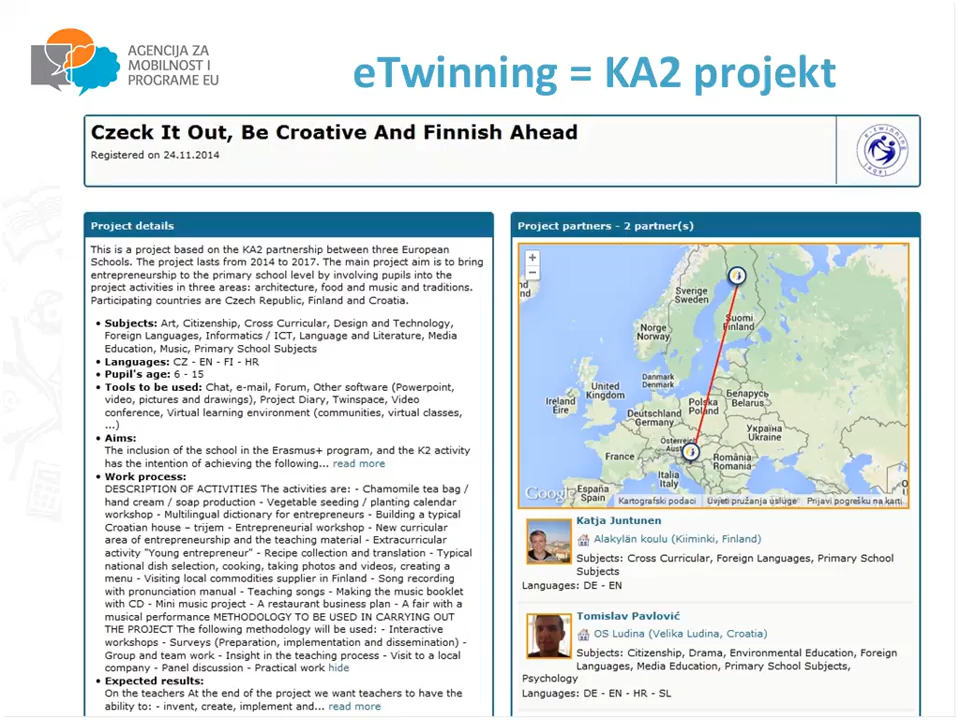 AGENCIJA ZA
MOBILNOST I
PROGRAME EU
eTwinning = KA2 projekt
Czeck It Out, Be Croative And Finnish Ahead
Registered on 24.11.2014
Project details
This is a project based on the KA2 partnership between three European
Schools. The project lasts from 2014 to 2017. The main project aim is to bring
entrepreneurship to the primary school level by involving pupils into the
project activities in three areas: architecture, food and music and traditions.
Participating countries are Czech Republic, Finland and Croatia.
• Subjects: Art, Citizenship, Cross Curricular, Design and Technology,
Foreign Languages, Informatics / ICT, Language and Literature, Media
Education, Music, Primary School Subjects
• Languages: CZ - EN - FI - HR
• Pupil's age: 6 - 15
• Tools to be used: Chat, e-mail, Forum, Other software (Powerpoint,
video, pictures and drawings), Project Diary, Twinspace, Video
conference, Virtual learning environment (communities, virtual classes,
...)
• Aims:
The inclusion of the school in the Erasmus+ program, and the K2 activity
has the intention of achieving the following... read more
• Work process:
DESCRIPTION OF ACTIVITIES The activities are: - Chamomile tea bag /
hand cream / soap production - Vegetable seeding / planting calendar
workshop - Multilingual dictionary for entrepreneurs - Building a typical
Croatian house – trijem - Entrepreneurial workshop - New curricular
area of entrepreneurship and the teaching material - Extracurricular
activity "Young entrepreneur" - Recipe collection and translation - Typical
national dish selection, cooking, taking photos and videos, creating a
menu - Visiting local commodities supplier in Finland - Song recording
with pronunciation manual - Teaching songs - Making the music booklet
with CD - Mini music project - A restaurant business plan - A fair with a
musical performance METHODOLOGY TO BE USED IN CARRYING OUT
THE PROJECT The following methodology will be used: - Interactive
workshops - Surveys (Preparation, implementation and dissemination) -
Group and team work - Insight in the teaching process - Visit to a local
company - Panel discussion - Practical work hide
• Expected results:
On the teachers At the end of the project we want teachers to have the
ability to: - invent, create, implement and... read more
Project partners - 2 partner(s)
+
−
Sverige
Sweden
Suomi
Finland
Norge
Norway
Danmark
Denmark
United
Kingdom
Ireland
Éire
Беларусь
Belarus
Polska
Poland
Deutschland
Germany
Україна
Ukraine
Österreich
France
România
Romania
Italia
Italy
España
Spain
Google
Kartografski podaci
Uvjeti pružanja usluge
Prijavi pogrešku na karti
Katja Juntunen
Alakylän koulu (Kiiminki, Finland)
Subjects: Cross Curricular, Foreign Languages, Primary School
Subjects
Languages: DE - EN
Tomislav Pavlović
OS Ludina (Velika Ludina, Croatia)
Subjects: Citizenship, Drama, Environmental Education, Foreign
Languages, Media Education, Primary School Subjects,
Psychology
Languages: DE - EN - HR - SL